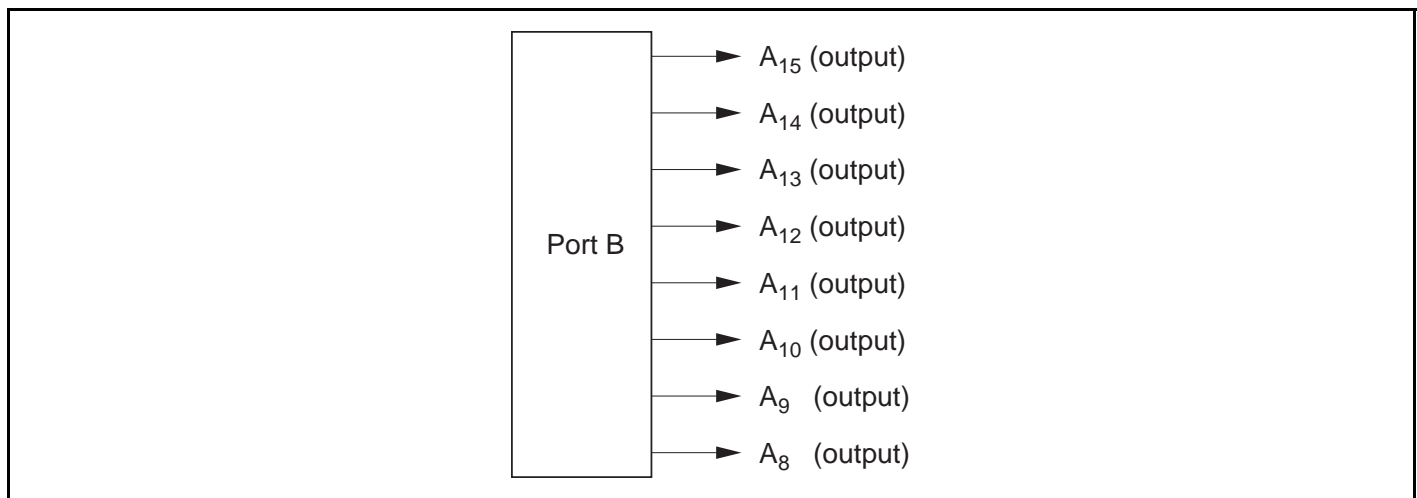 A₁₅ (output)
A₁₄ (output)
A₁₃ (output)
A₁₂ (output)
Port B
A₁₁ (output)
A₁₀ (output)
A₉ (output)
A₈ (output)